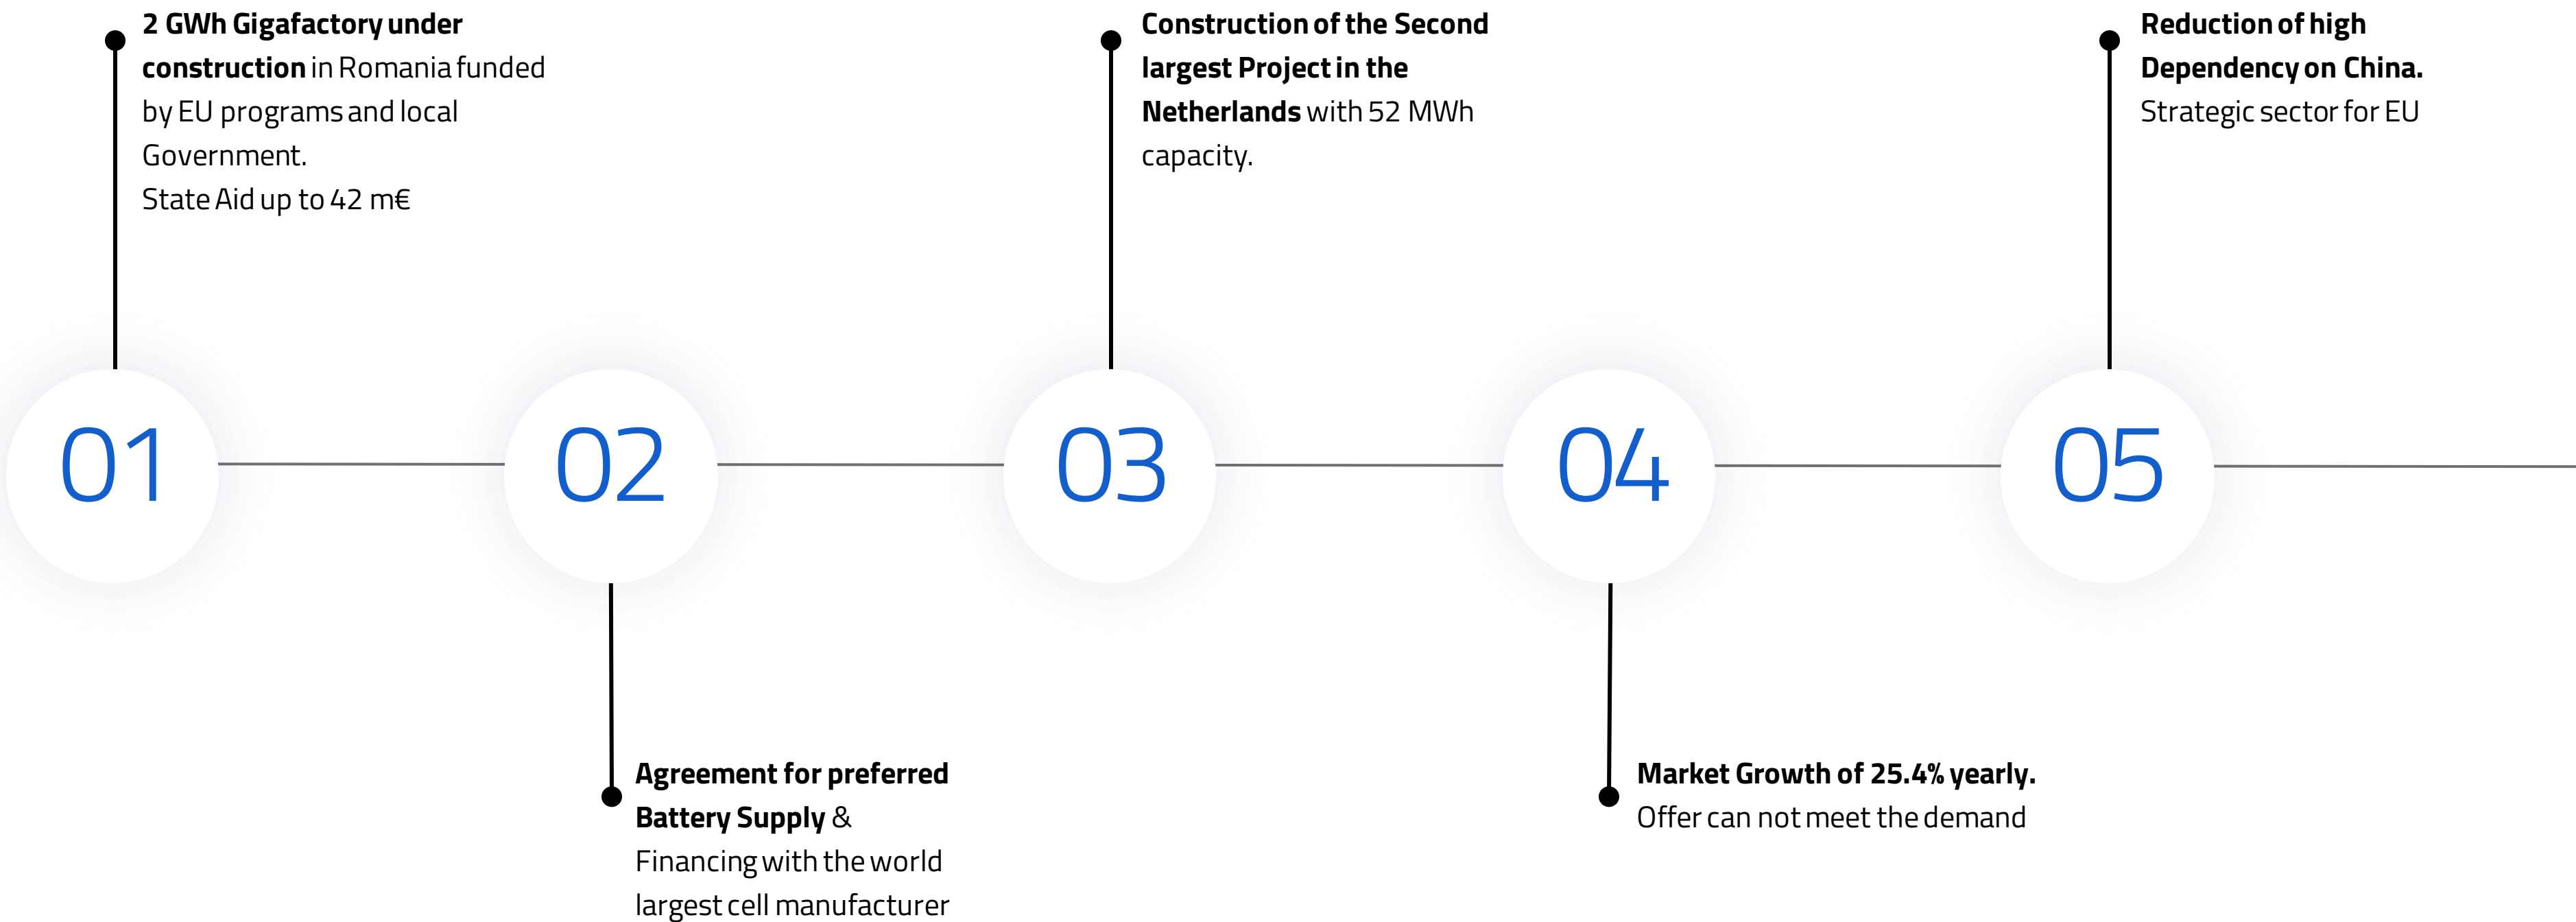 2 GWh Gigafactory under
construction in Romania funded
by EU programs and local
Government.
State Aid up to 42 m€
Construction of the Second
largest Project in the
Netherlands with 52 MWh
capacity.
Reduction of high
Dependency on China.
Strategic sector for EU
01
02
03
04
05
Agreement for preferred
Battery Supply &
Financing with the world
largest cell manufacturer
Market Growth of 25.4% yearly.
Offer can not meet the demand